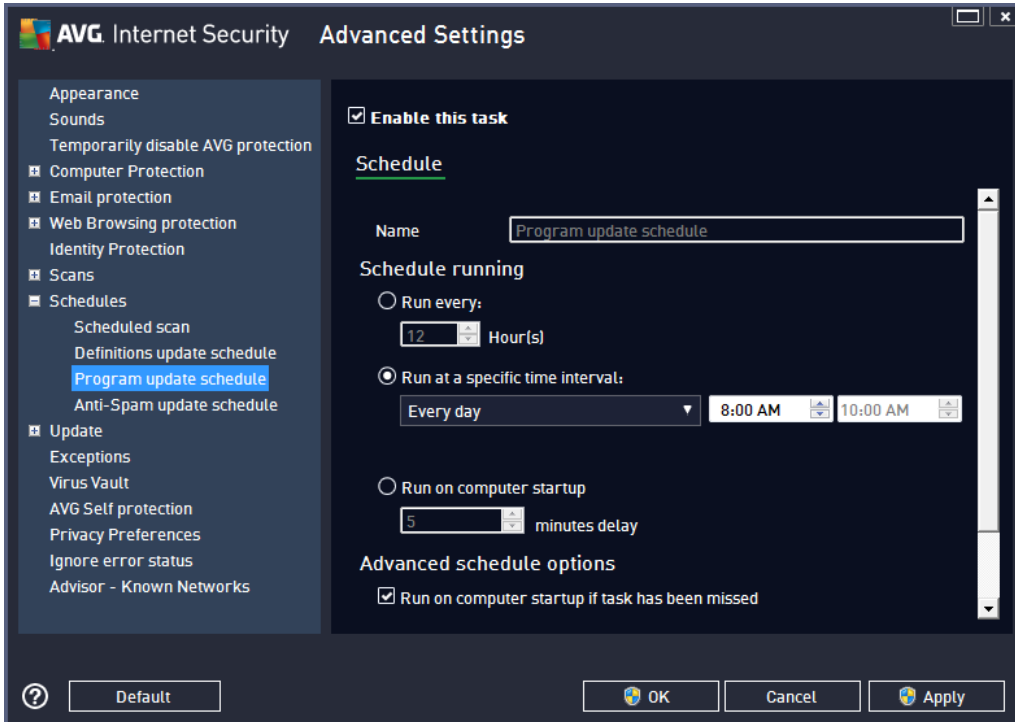 AVG. Internet Security Advanced Settings
Appearance
Sounds
Temporarily disable AVG protection
Computer Protection
Email protection
Web Browsing protection
Identity Protection
Scans
Schedules
Scheduled scan
Definitions update schedule
Program update schedule
Anti-Spam update schedule
Update
Exceptions
Virus Vault
AVG Self protection
Privacy Preferences
Ignore error status
Advisor - Known Networks
Enable this task
Schedule
Name Program update schedule
Schedule running
Run every:
12 Hour(s)
Run at a specific time interval:
Every day 8:00 AM 10:00 AM
Run on computer startup
5 minutes delay
Advanced schedule options
Run on computer startup if task has been missed
? Default OK Cancel Apply